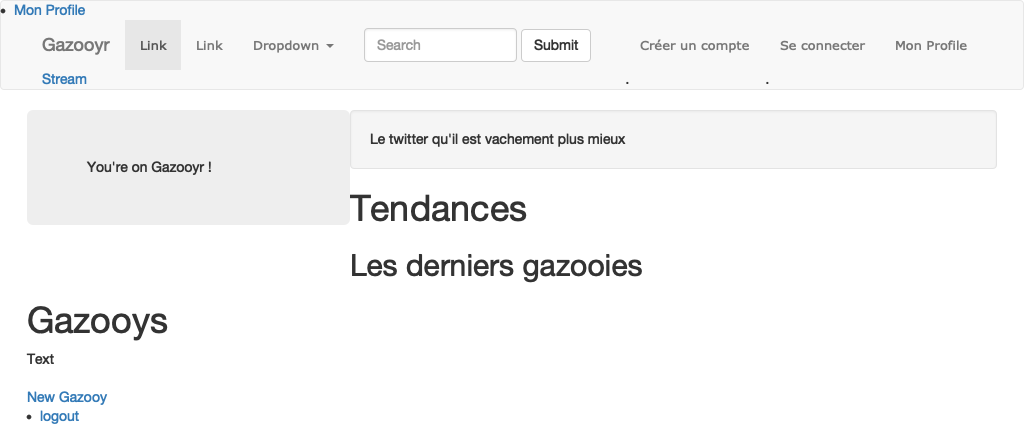 Mon Profile
Gazooyr Link Link Dropdown Search Submit Créer un compte Se connecter Mon Profile
Stream
You're on Gazooyr !
Le twitter qu'il est vachement plus mieux
Tendances
Les derniers gazooies
Gazooys
Text
New Gazooy
logout